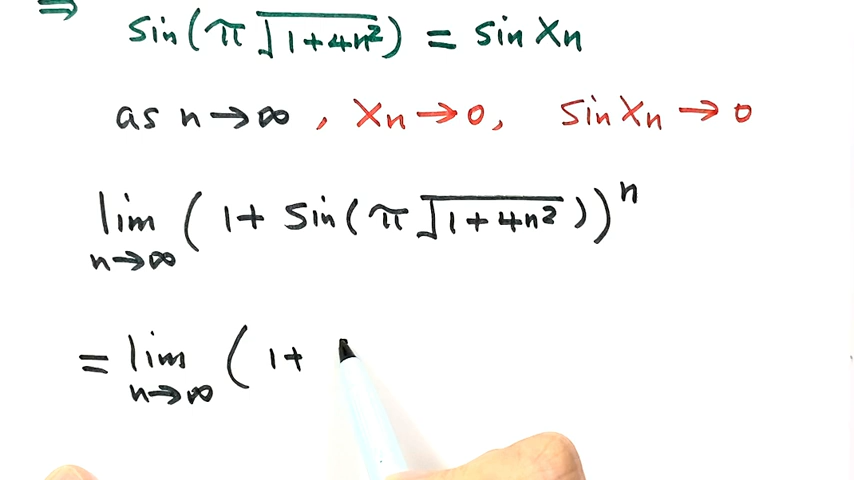 ⇒ sin(π√(1+4n²)) = sin xn
as n→∞, xn→0, sin xn→0
lim n→∞ (1+ sin(π√(1+4n²)))ⁿ
= lim n→∞ (1+